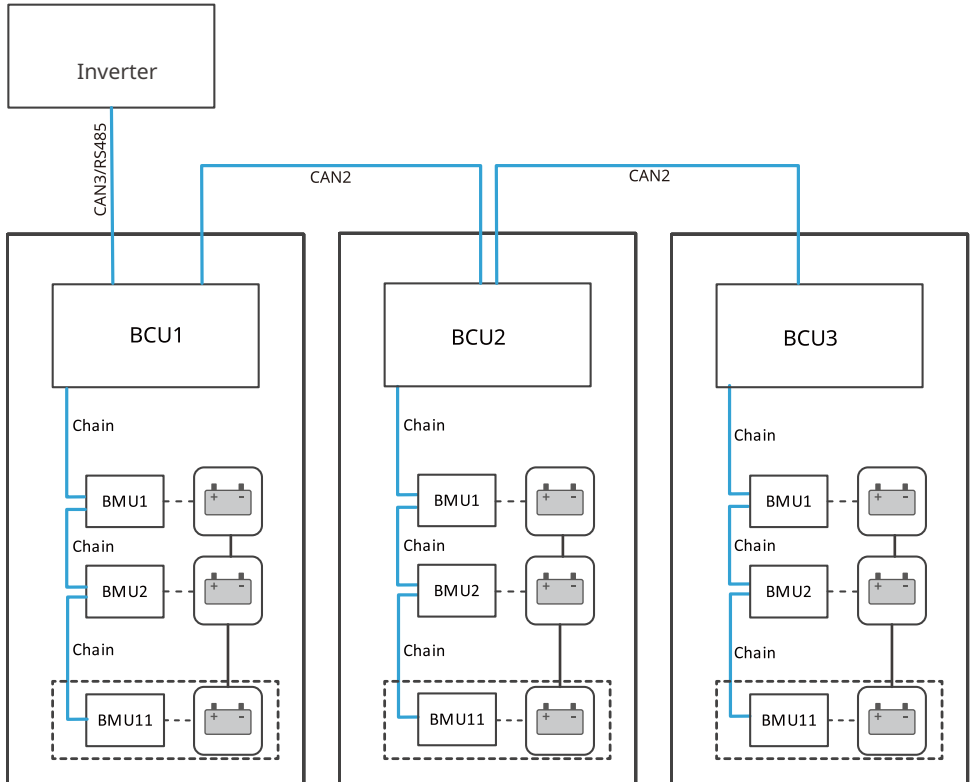 Inverter
CAN3/RS485
CAN2
CAN2
BCU1
BCU2
BCU3
Chain
Chain
Chain
BMU1
BMU1
BMU1
Chain
Chain
Chain
BMU2
BMU2
BMU2
Chain
Chain
Chain
BMU11
BMU11
BMU11